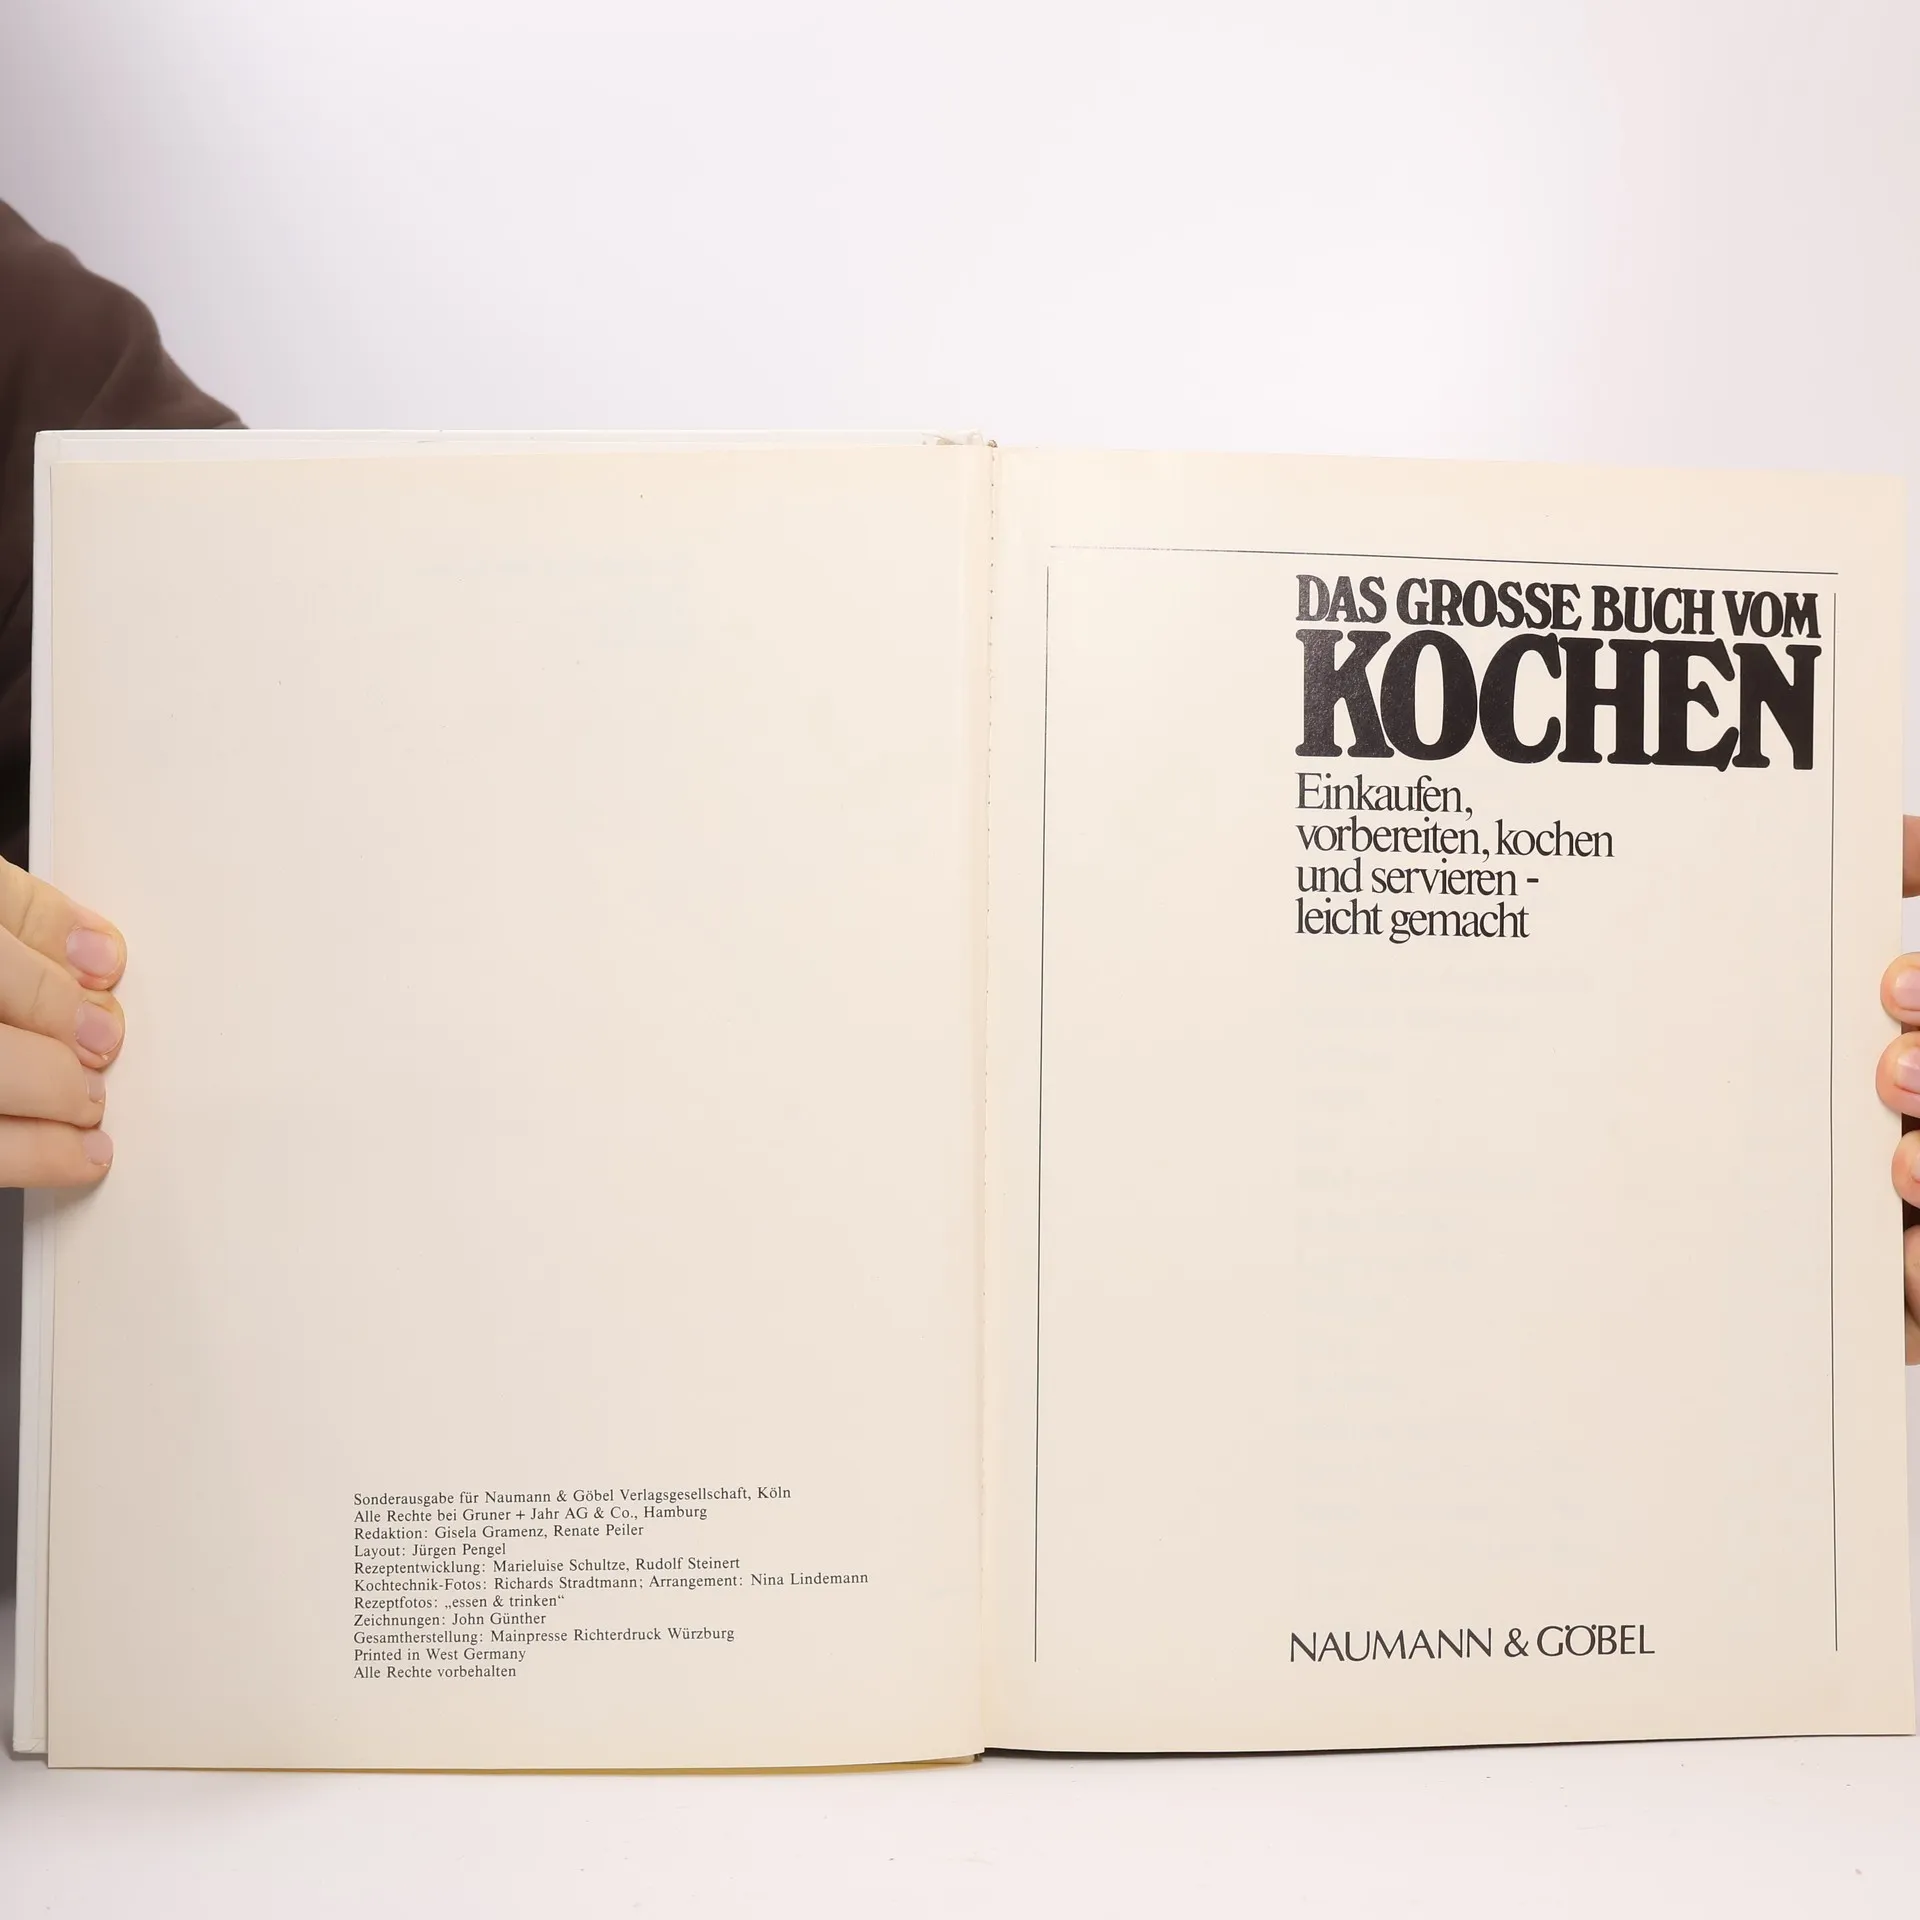 Sonderausgabe für Naumann & Göbel Verlagsgesellschaft, Köln
Alle Rechte bei Gruner + Jahr AG & Co., Hamburg
Redaktion: Gisela Gramenz, Renate Peiler
Layout: Jürgen Pengel
Rezeptentwicklung: Marieluise Schultze, Rudolf Steinert
Kochtechnik-Fotos: Richards Stradtmann; Arrangement: Nina Lindemann
Rezeptfotos: „essen & trinken“
Zeichnungen: John Günther
Gesamtherstellung: Mainpresse Richterdruck Würzburg
Printed in West Germany
Alle Rechte vorbehalten
DAS GROSSE BUCH VOM
KOCHEN
Einkaufen,
vorbereiten, kochen
und servieren -
leicht gemacht
NAUMANN & GÖBEL